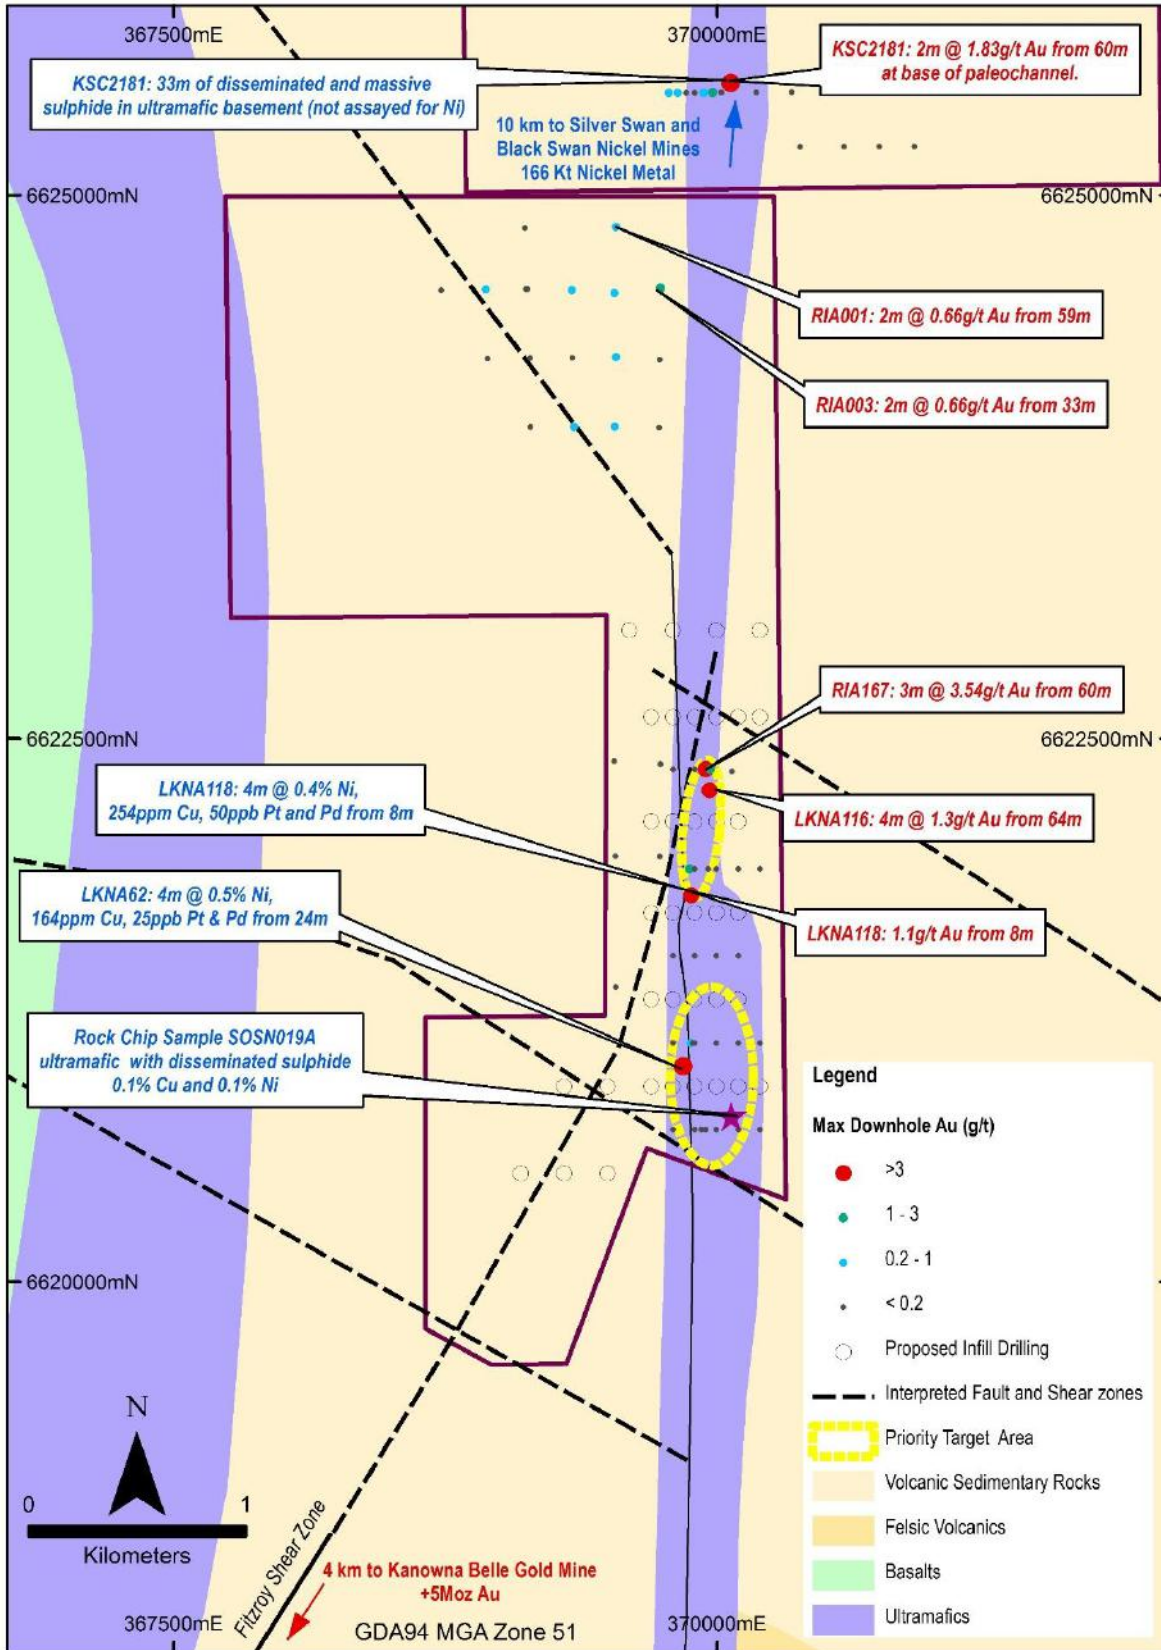 367500mE
370000mE
KSC2181: 33m of disseminated and massive
sulphide in ultramafic basement (not assayed for Ni)
KSC2181: 2m @ 1.83g/t Au from 60m
at base of paleochannel.
10 km to Silver Swan and
Black Swan Nickel Mines
166 Kt Nickel Metal
6625000mN
6625000mN
RIA001: 2m @ 0.66g/t Au from 59m
RIA003: 2m @ 0.66g/t Au from 33m
RIA167: 3m @ 3.54g/t Au from 60m
6622500mN
6622500mN
LKNA118: 4m @ 0.4% Ni,
254ppm Cu, 50ppb Pt and Pd from 8m
LKNA116: 4m @ 1.3g/t Au from 64m
LKNA62: 4m @ 0.5% Ni,
164ppm Cu, 25ppb Pt & Pd from 24m
LKNA118: 1.1g/t Au from 8m
Rock Chip Sample SOSN019A
ultramafic with disseminated sulphide
0.1% Cu and 0.1% Ni
Legend
Max Downhole Au (g/t)
>3
1 - 3
0.2 - 1
< 0.2
Proposed Infill Drilling
Interpreted Fault and Shear zones
Priority Target Area
Volcanic Sedimentary Rocks
Felsic Volcanics
Basalts
Ultramafics
6620000mN
N
0 1
Kilometers
Fitzroy Shear Zone
4 km to Kanowna Belle Gold Mine
+5Moz Au
367500mE
GDA94 MGA Zone 51
370000mE